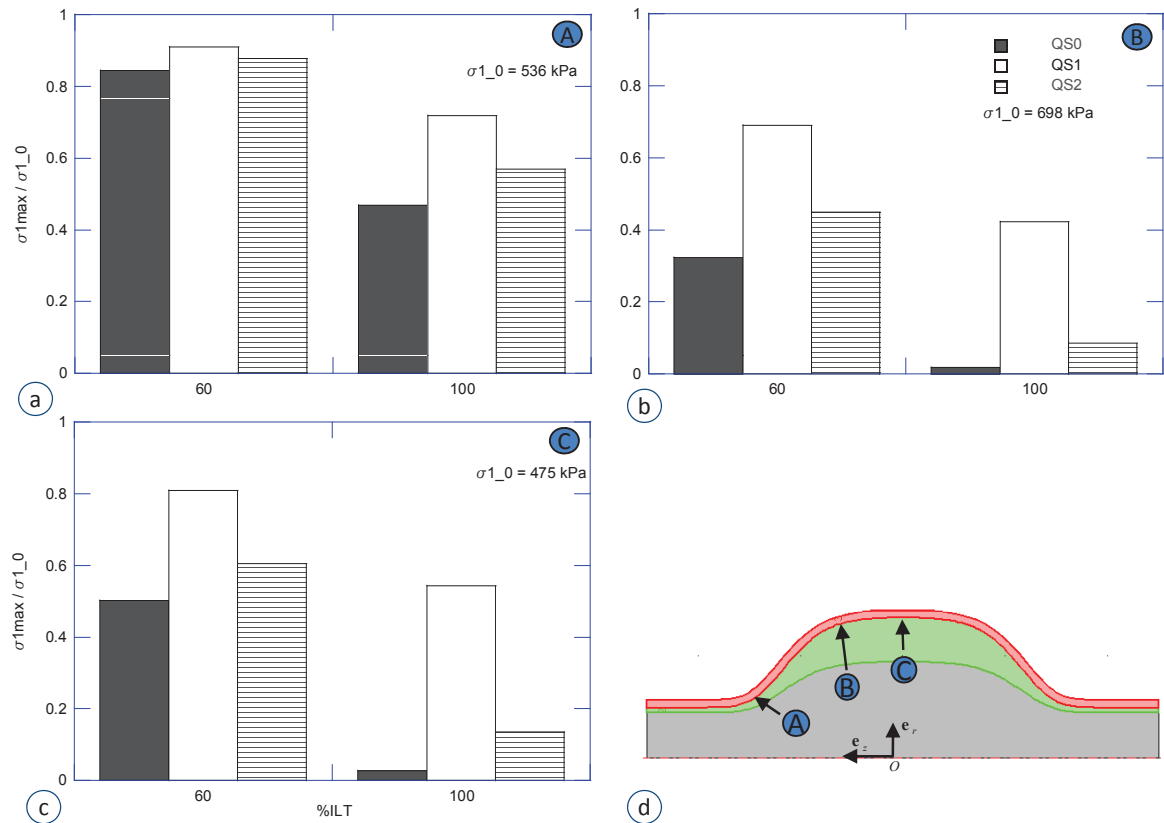 A
σ1_0 = 536 kPa
σ1max / σ1_0
1
0.8
0.6
0.4
0.2
0
60
100
a
B
QS0
QS1
QS2
σ1_0 = 698 kPa
1
0.8
0.6
0.4
0.2
0
60
100
b
C
σ1_0 = 475 kPa
σ1max / σ1_0
1
0.8
0.6
0.4
0.2
0
60
100
%ILT
c
B
C
A
e r
e z
O
d